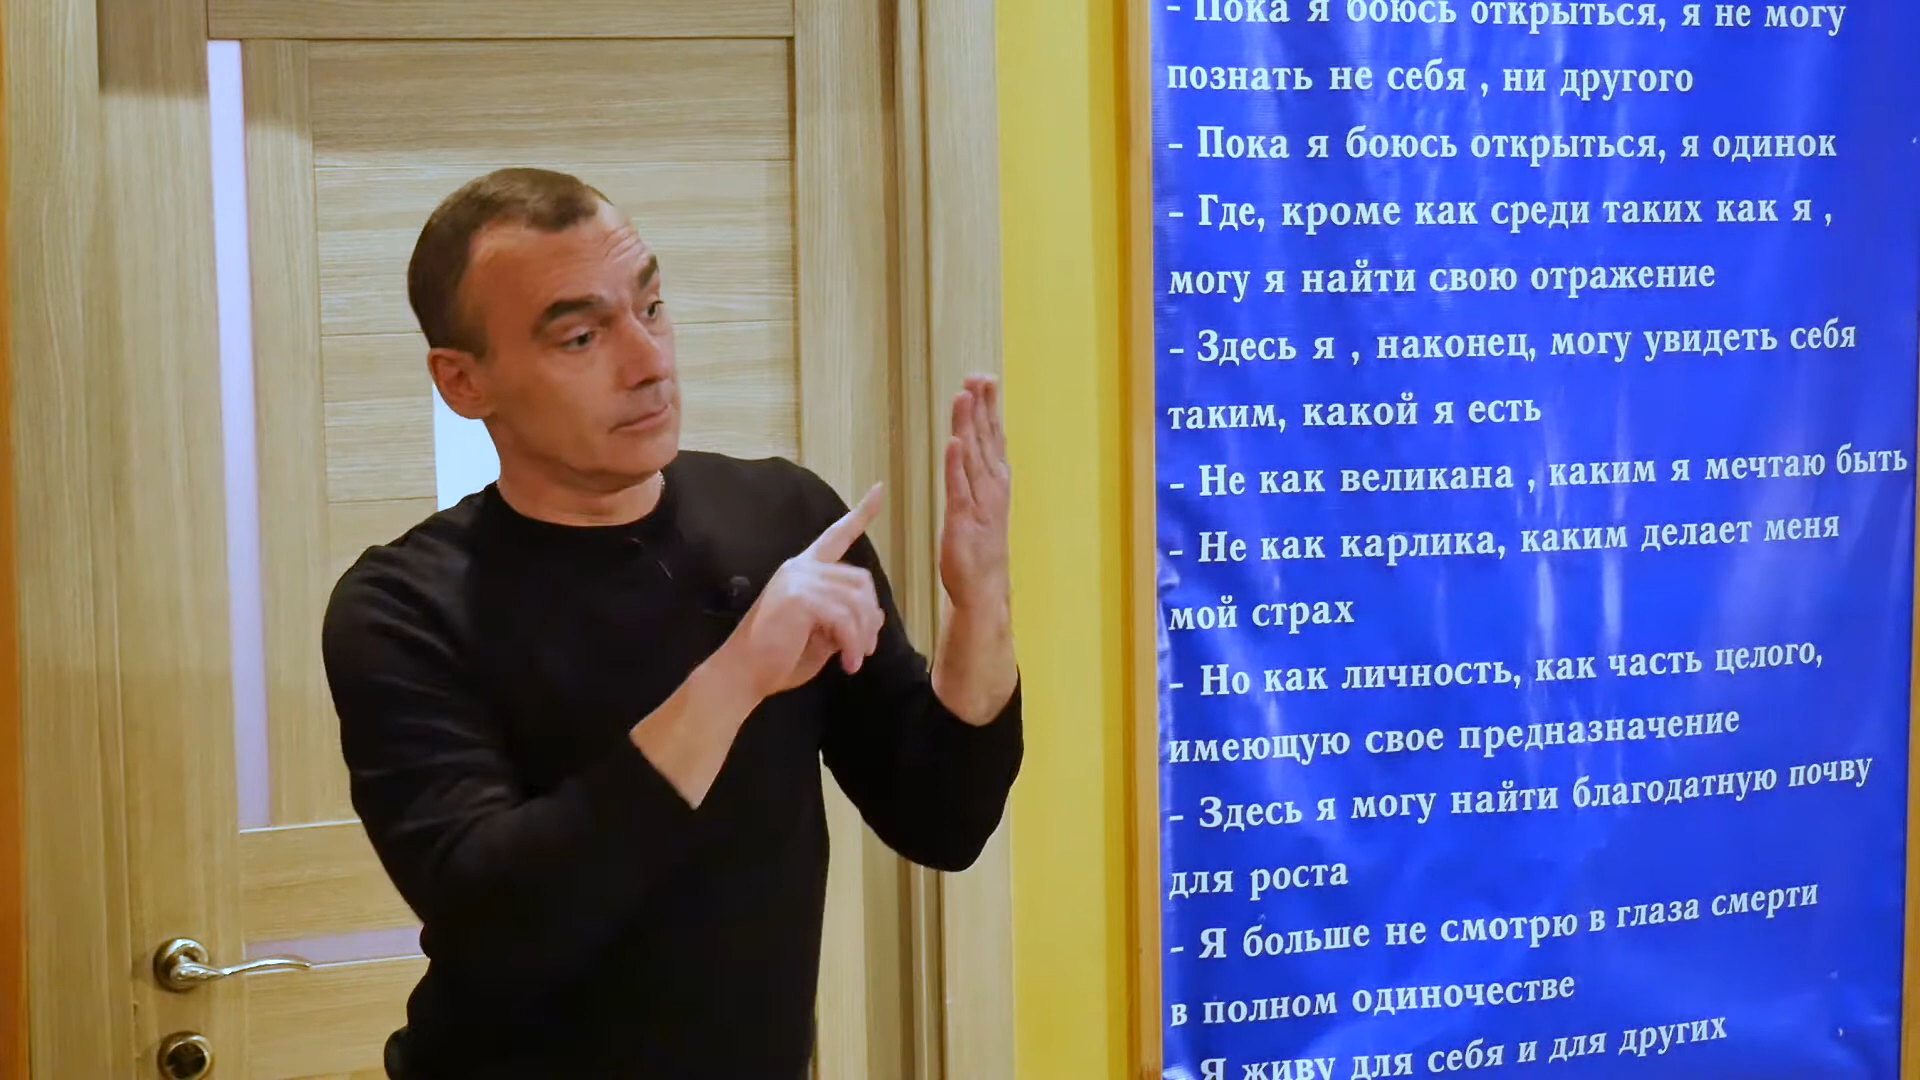 - Пока я боюсь открыться, я не могу
познать не себя , ни другого
- Пока я боюсь открыться, я одинок
- Где, кроме как среди таких как я ,
могу я найти свою отражение
- Здесь я , наконец, могу увидеть себя
таким, какой я есть
- Не как великана , каким я мечтаю быть
- Не как карлика, каким делает меня
мой страх
- Но как личность, как часть целого,
имеющую свое предназначение
- Здесь я могу найти благодатную почву
для роста
- Я больше не смотрю в глаза смерти
в полном одиночестве
- Я живу для себя и для других